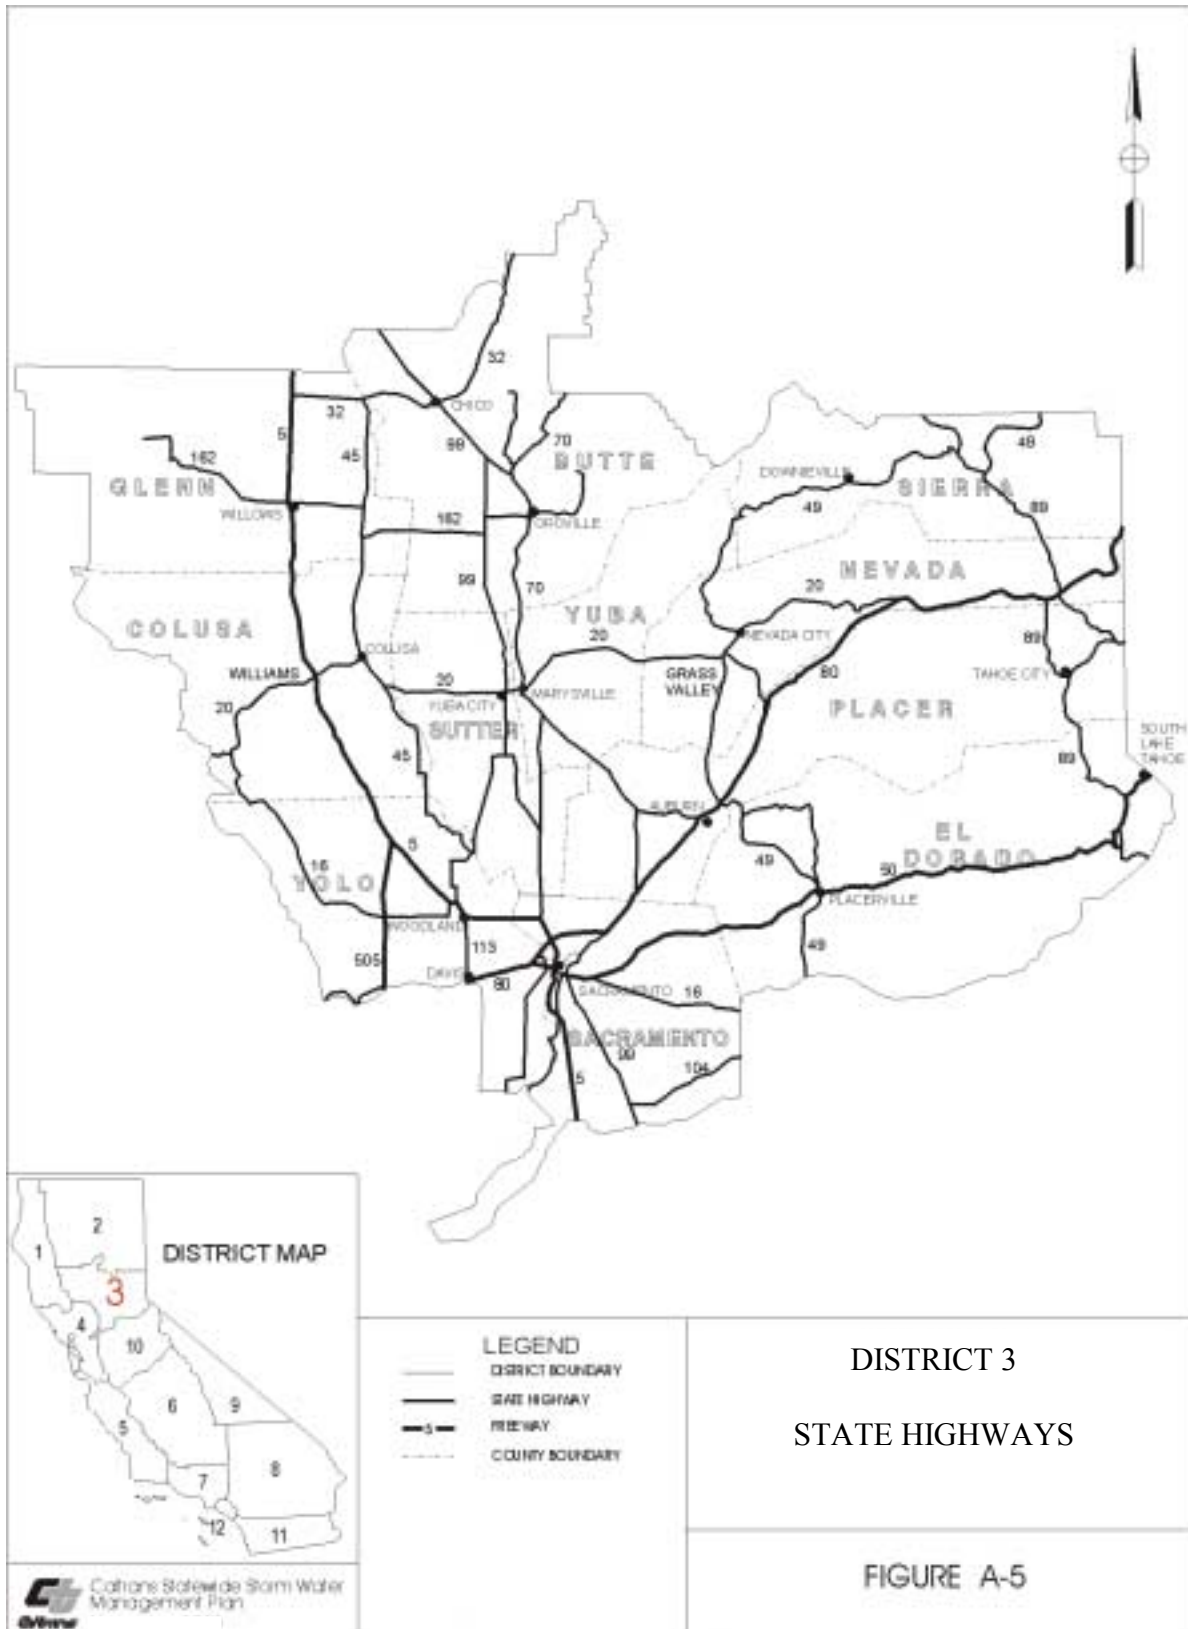 32
CHICO
32
5
45
99
70
BUTTE
162
GLENN
WILLOWS
162
OROVILLE
DOWNIEVILLE
49
SIERRA
49
89
99
70
NEVADA
20
YUBA
20
NEVADA CITY
COLUSA
COLUSA
WILLIAMS
GRASS
VALLEY
80
89
TAHOE CITY
20
20
YUBA CITY
MARYSVILLE
PLACER
SUTTER
SOUTH
LAKE
TAHOE
45
89
AUBURN
5
EL
DORADO
49
16
YOLO
50
PLACERVILLE
WOODLAND
113
505
DAVIS
80
49
SACRAMENTO
16
SACRAMENTO
99
104
5
DISTRICT MAP
1
2
3
4
10
5
6
9
7
8
12
11
LEGEND
DISTRICT BOUNDARY
STATE HIGHWAY
5
FREEWAY
COUNTY BOUNDARY
DISTRICT 3
STATE HIGHWAYS
Caltrans Statewide Storm Water
Management Plan
FIGURE A-5